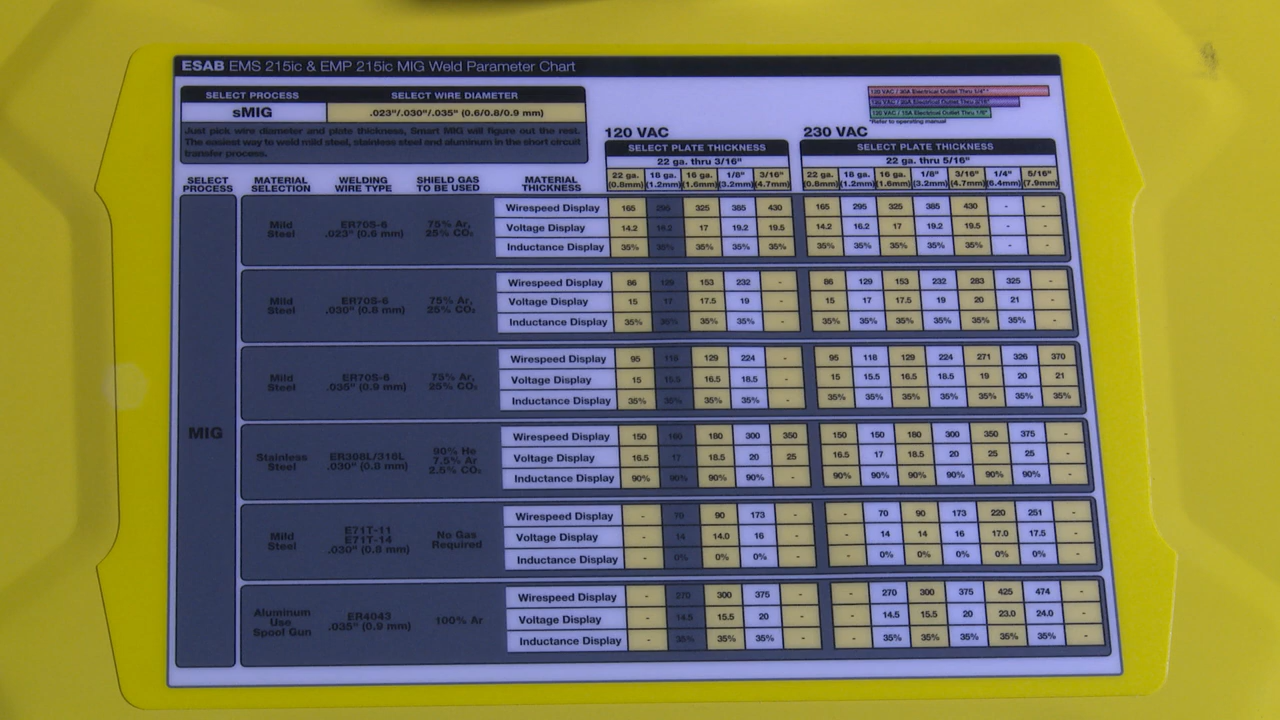 ESAB EMS 215ic & EMP 215ic MIG Weld Parameter Chart
SELECT PROCESS SELECT WIRE DIAMETER
sMIG .023"/.030"/.035" (0.6/0.8/0.9 mm)
Just pick wire diameter and plate thickness, Smart MIG will figure out the rest.
The easiest way to weld mild steel, stainless steel and aluminum in the short circuit
transfer process.
120 VAC / 30A Electrical Outlet Thru 1/8"
*Refer to operating manual
120 VAC 230 VAC
SELECT PLATE THICKNESS SELECT PLATE THICKNESS
22 ga. thru 3/16" 22 ga. thru 5/16"
SELECT MATERIAL WELDING SHIELD GAS MATERIAL 22 ga. 18 ga. 16 ga. 1/8" 3/16" 22 ga. 18 ga. 16 ga. 1/8" 3/16" 1/4" 5/16"
PROCESS SELECTION WIRE TYPE TO BE USED THICKNESS (0.8mm) (1.2mm) (1.6mm) (3.2mm) (4.7mm) (0.8mm) (1.2mm) (1.6mm) (3.2mm) (4.7mm) (6.4mm) (7.9mm)
MIG
Mild Steel ER70S-6 .023" (0.6 mm) 75% Ar, 25% CO₂
Wirespeed Display 165 295 325 385 430 165 295 325 385 430 - -
Voltage Display 14.2 16.2 17 19.2 19.5 14.2 16.2 17 19.2 19.5 - -
Inductance Display 35% 35% 35% 35% 35% 35% 35% 35% 35% 35% - -
Mild Steel ER70S-6 .030" (0.8 mm) 75% Ar, 25% CO₂
Wirespeed Display 86 129 153 232 - 86 129 153 232 283 325 -
Voltage Display 15 17 17.5 19 - 15 17 17.5 19 20 21 -
Inductance Display 35% 35% 35% 35% - 35% 35% 35% 35% 35% 35% -
Mild Steel ER70S-6 .035" (0.9 mm) 75% Ar, 25% CO₂
Wirespeed Display 95 118 129 224 - 95 118 129 224 271 326 370
Voltage Display 15 15.5 16.5 18.5 - 15 15.5 16.5 18.5 19 20 21
Inductance Display 35% 35% 35% 35% - 35% 35% 35% 35% 35% 35% 35%
Stainless Steel ER308L/316L .030" (0.8 mm) 90% He 7.5% Ar 2.5% CO₂
Wirespeed Display 150 180 300 350 150 150 180 300 350 375 -
Voltage Display 16.5 17 18.5 20 25 16.5 17 18.5 20 25 25 -
Inductance Display 90% 90% 90% 90% 90% 90% 90% 90% 90% 90% 90% -
Mild Steel E71T-11 E71T-14 .030" (0.8 mm) No Gas Required
Wirespeed Display - 70 90 173 - 70 90 173 220 251 -
Voltage Display - 14 14.0 16 - 14 14 16 17.0 17.5 -
Inductance Display - 0% 0% 0% - 0% 0% 0% 0% 0% -
Aluminum Use Spool Gun ER4043 .035" (0.9 mm) 100% Ar
Wirespeed Display - 270 300 375 - - 270 300 375 425 474 -
Voltage Display - 14.5 15.5 20 - - 14.5 15.5 20 23.0 24.0 -
Inductance Display - 35% 35% 35% - - 35% 35% 35% 35% 35% -